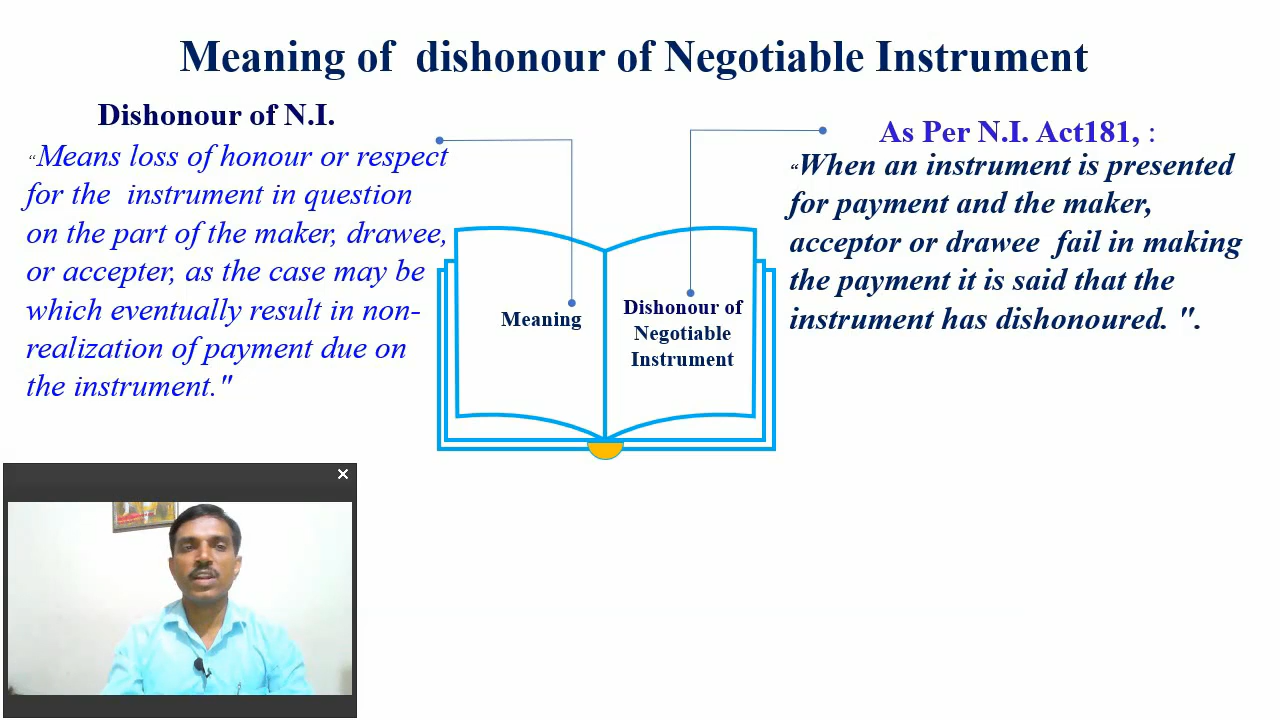 Meaning of dishonour of Negotiable Instrument
Dishonour of N.I.
“Means loss of honour or respect
for the instrument in question
on the part of the maker, drawee,
or accepter, as the case may be
which eventually result in non-
realization of payment due on
the instrument."
Meaning
Dishonour of
Negotiable
Instrument
As Per N.I. Act181, :
“When an instrument is presented
for payment and the maker,
acceptor or drawee fail in making
the payment it is said that the
instrument has dishonoured. ".